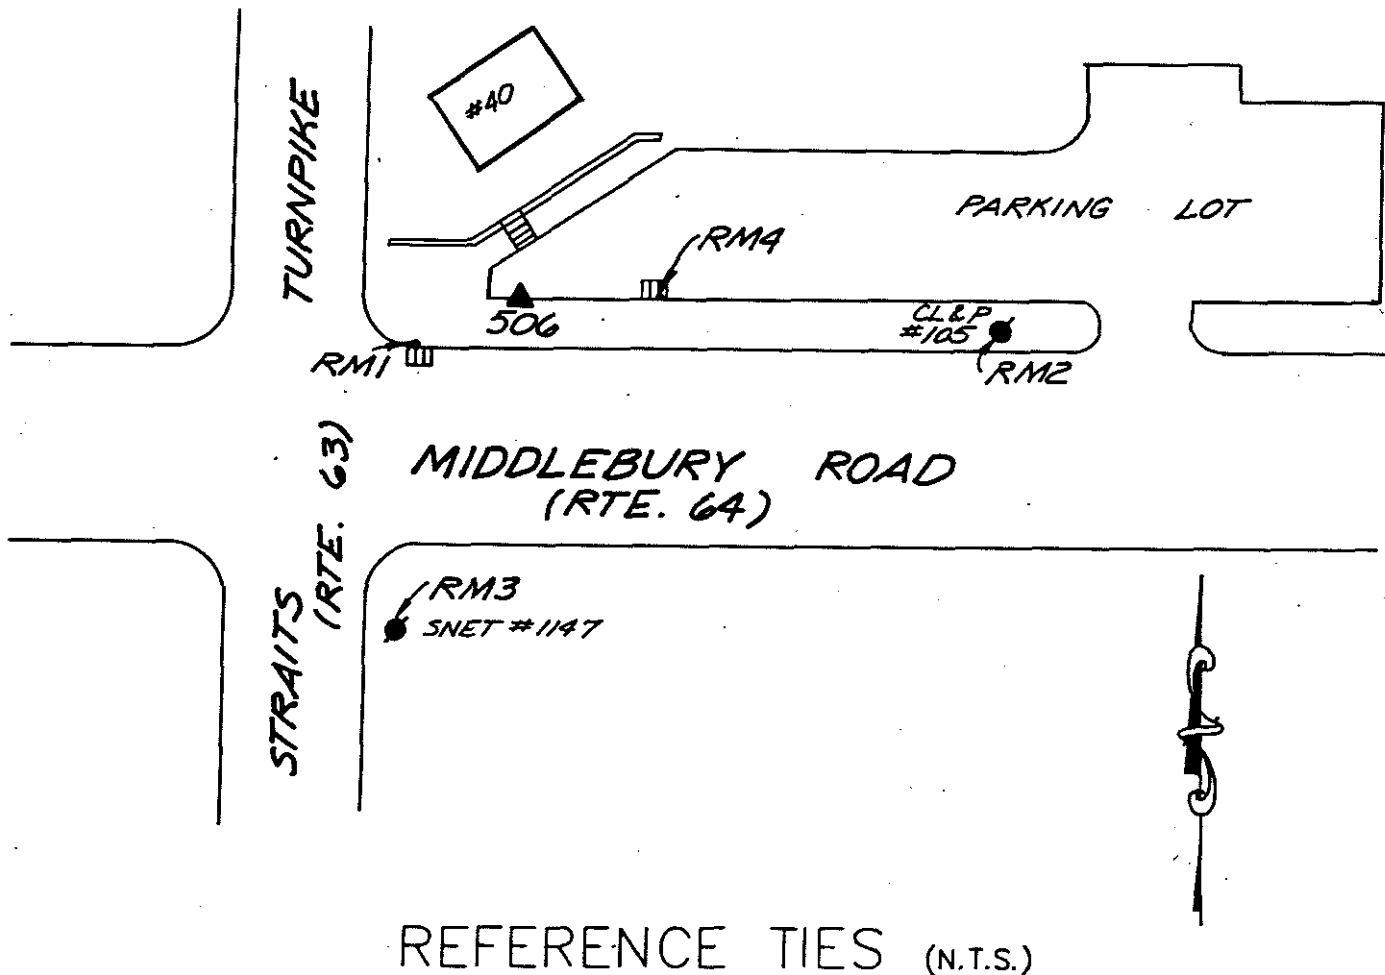 #40
TURNPIKE
PARKING LOT
RM4
506
CL&P
#105
RM1
RM2
MIDDLEBURY ROAD
(RTE. 64)
STRAITS
(RTE. 63)
RM3
SNET #1147
REFERENCE TIES (N.T.S.)